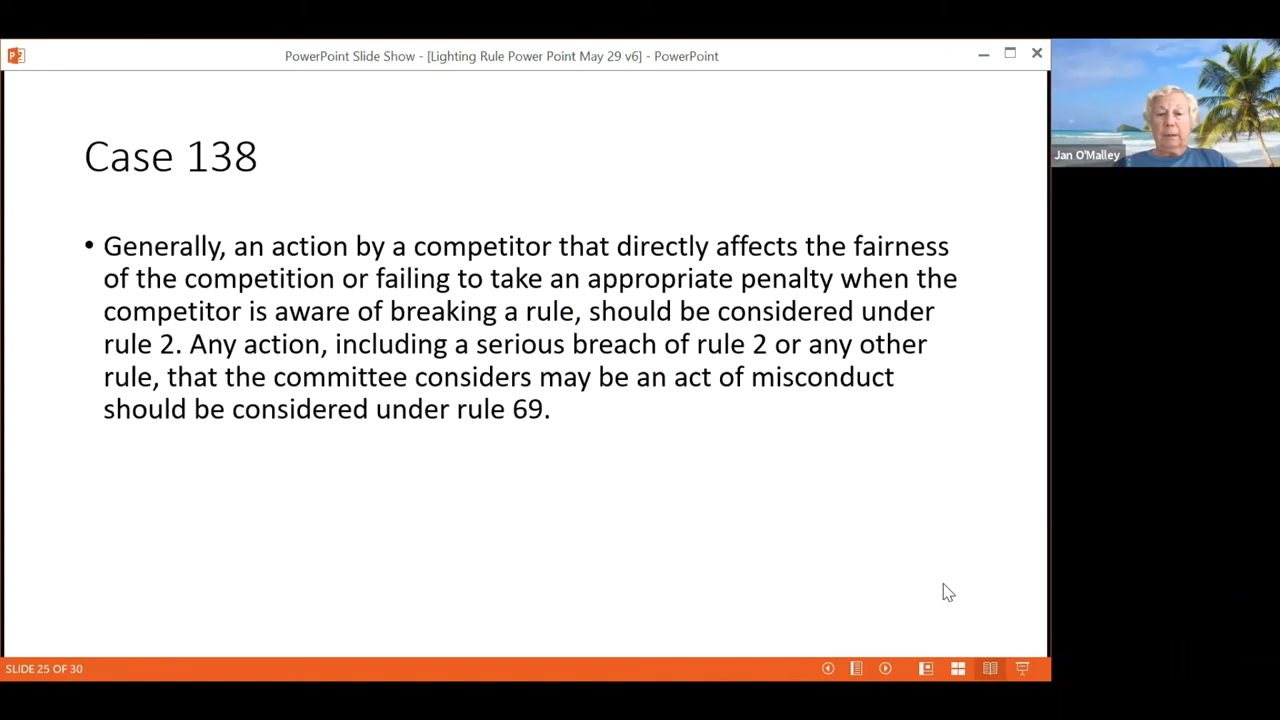 PowerPoint Slide Show - [Lighting Rule Power Point May 29 v6] - PowerPoint
Jan O'Malley
Case 138
• Generally, an action by a competitor that directly affects the fairness
of the competition or failing to take an appropriate penalty when the
competitor is aware of breaking a rule, should be considered under
rule 2. Any action, including a serious breach of rule 2 or any other
rule, that the committee considers may be an act of misconduct
should be considered under rule 69.
SLIDE 25 OF 30